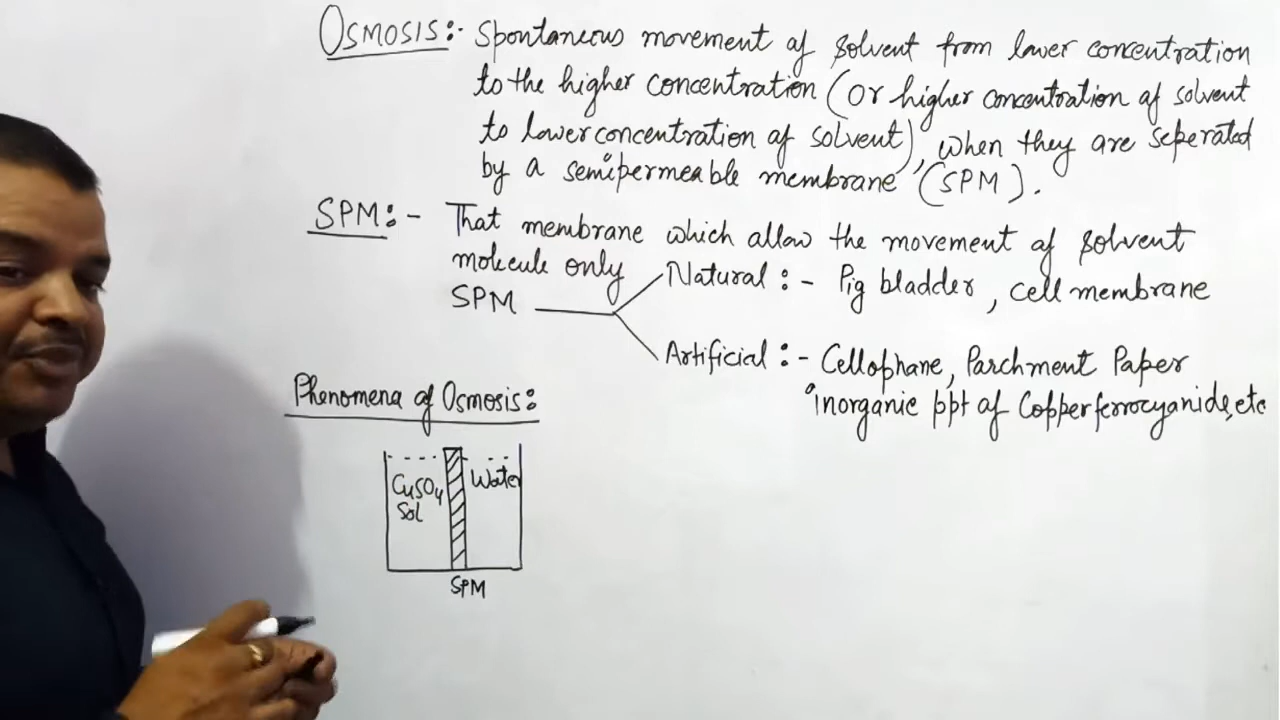 OSMOSIS:- Spontaneous movement of solvent from lower concentration
to the higher concentration (or higher concentration of solvent
to lower concentration of solvent), when they are seperated
by a semipermeable membrane (SPM).
SPM:- That membrane which allow the movement of solvent
molecule only
SPM
Natural:- Pig bladder, cell membrane
Artificial:- Cellophane, Parchment Paper
inorganic ppt of Copperferrocyanide, etc
Phenomena of Osmosis:
CuSO4 Sol
Water
SPM